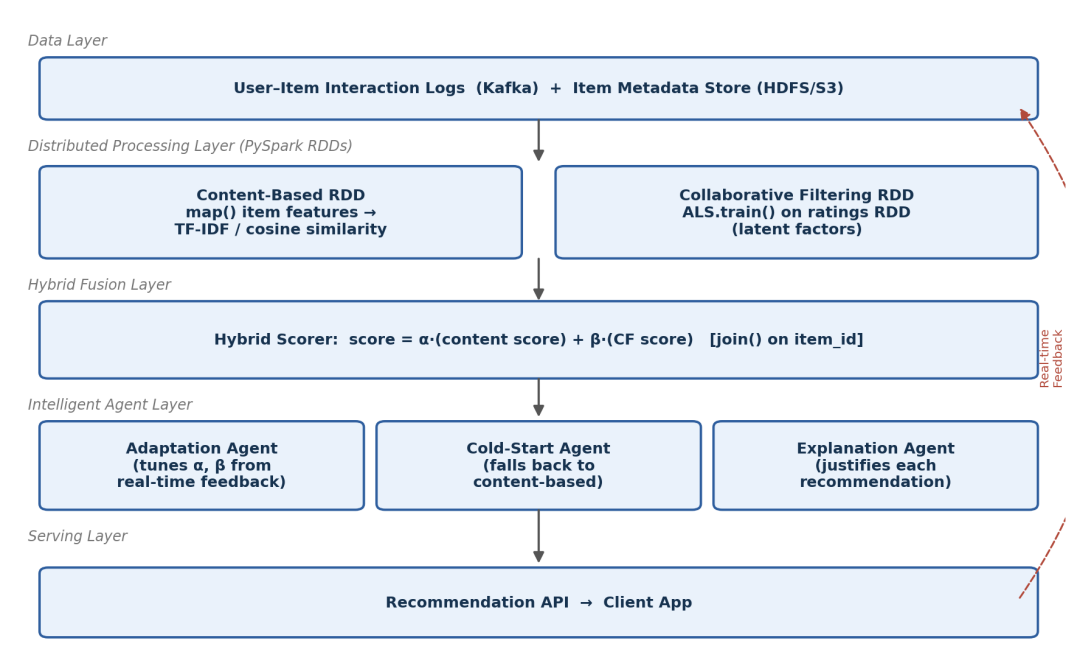 Data Layer
User–Item Interaction Logs  (Kafka)  +  Item Metadata Store (HDFS/S3)
Distributed Processing Layer (PySpark RDDs)
Content-Based RDD
map() item features →
TF-IDF / cosine similarity
Collaborative Filtering RDD
ALS.train() on ratings RDD
(latent factors)
Hybrid Fusion Layer
Hybrid Scorer:  score = α·(content score) + β·(CF score)   [join() on item_id]
Real-time
Feedback
Intelligent Agent Layer
Adaptation Agent
(tunes α, β from
real-time feedback)
Cold-Start Agent
(falls back to
content-based)
Explanation Agent
(justifies each
recommendation)
Serving Layer
Recommendation API  →  Client App